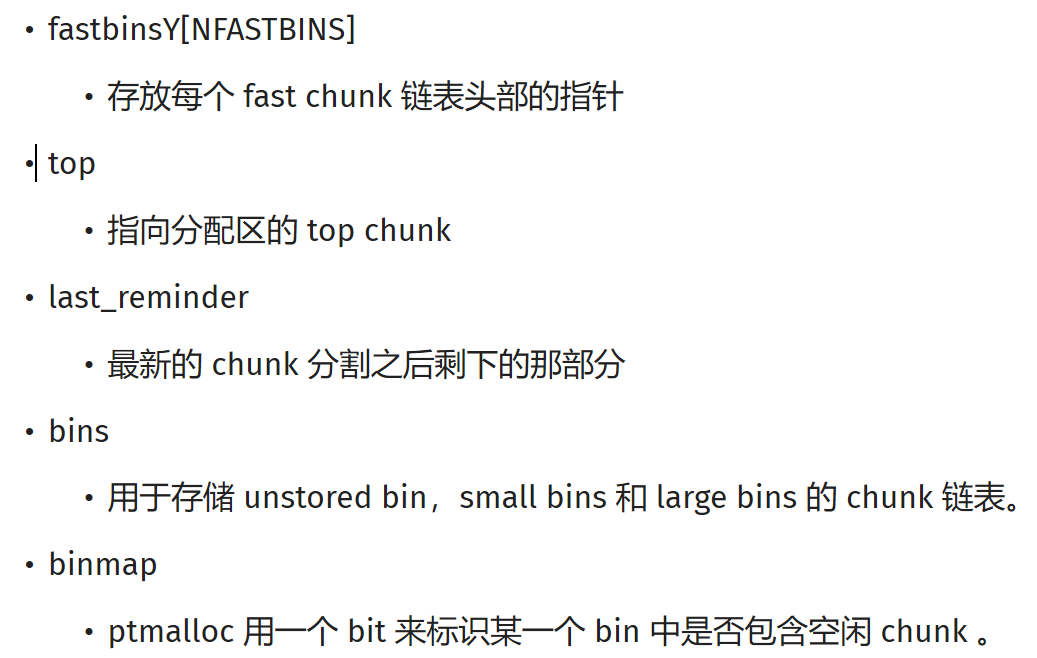 • fastbinsY[NFASTBINS]
• 存放每个 fast chunk 链表头部的指针
• top
• 指向分配区的 top chunk
• last_reminder
• 最新的 chunk 分割之后剩下的那部分
• bins
• 用于存储 unstored bin，small bins 和 large bins 的 chunk 链表。
• binmap
• ptmalloc 用一个 bit 来标识某一个 bin 中是否包含空闲 chunk 。